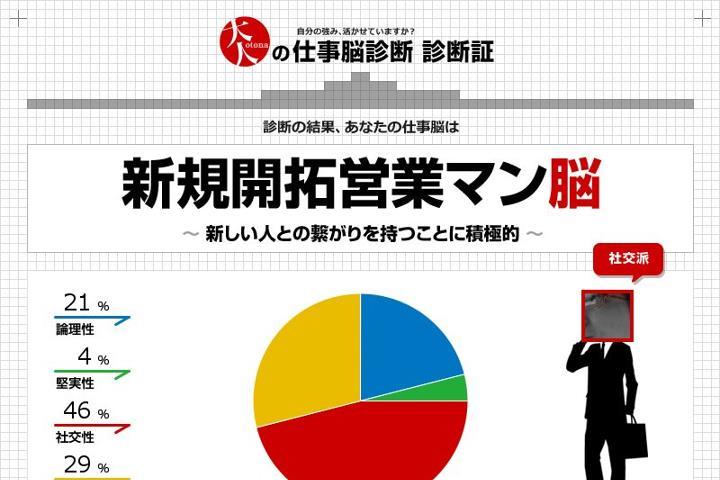 自分の強み、活かせていますか?
大人
otona
の仕事脳診断 診断証
診断の結果、あなたの仕事脳は
新規開拓営業マン脳
～ 新しい人との繋がりを持つことに積極的 ～
社交派
21 %
論理性
4 %
堅実性
46 %
社交性
29 %